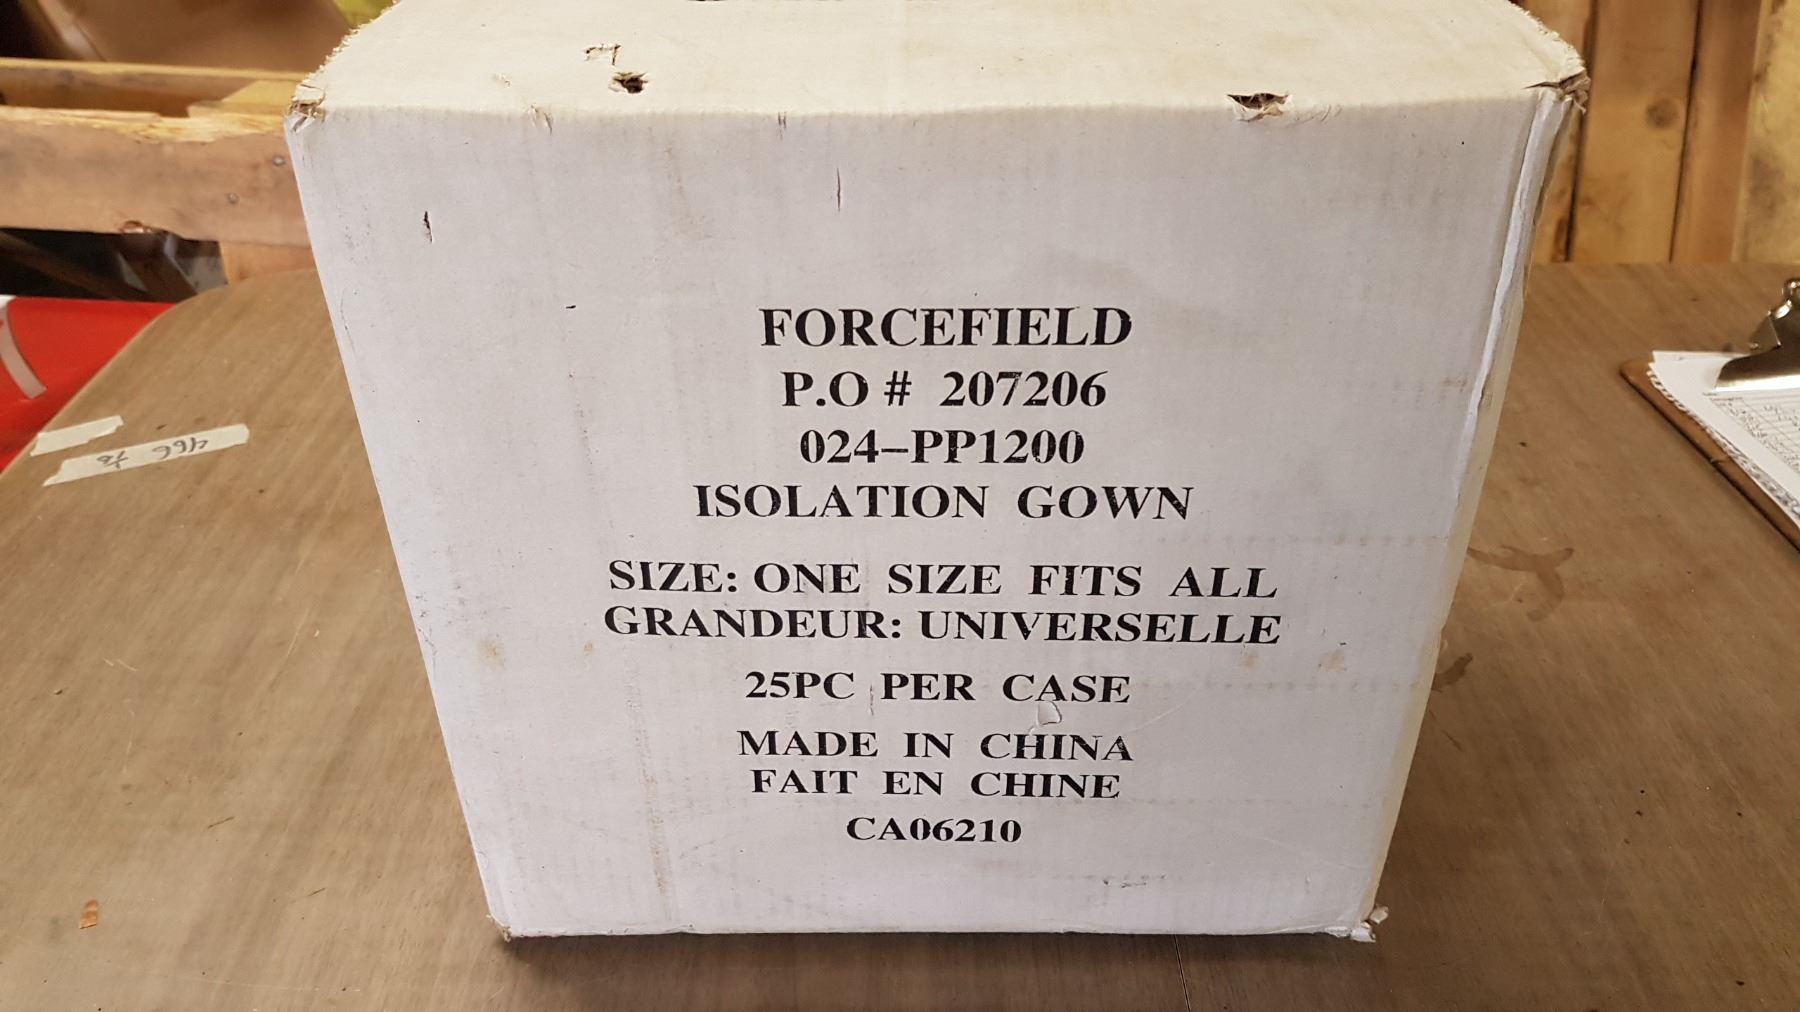 FORCEFIELD
P.O # 207206
024-PP1200
ISOLATION GOWN
SIZE: ONE SIZE FITS ALL
GRANDEUR: UNIVERSELLE
25PC PER CASE
MADE IN CHINA
FAIT EN CHINE
CA06210
466